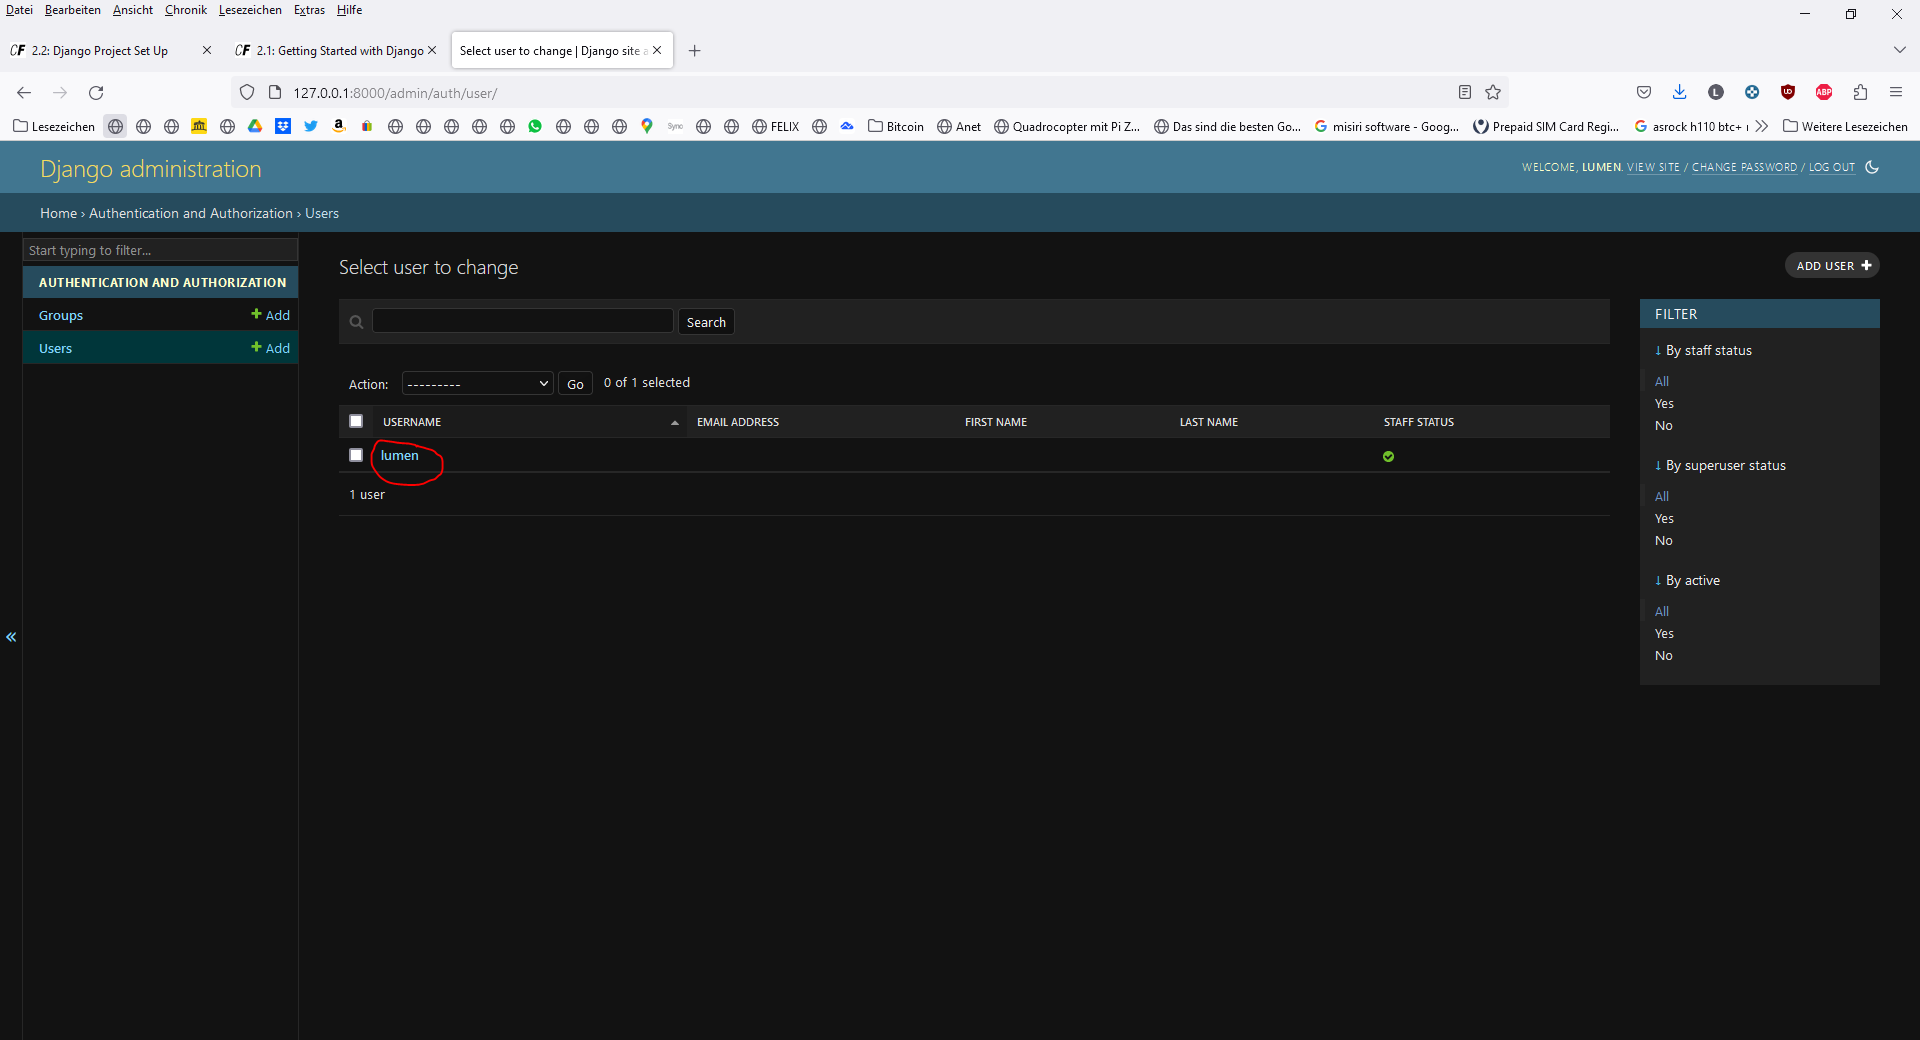 Datei Bearbeiten Ansicht Chronik Lesezeichen Extras Hilfe
CF 2.2: Django Project Set Up CF 2.1: Getting Started with Django Select user to change | Django site a
127.0.0.1:8000/admin/auth/user/ L UD ABP
Lesezeichen Sync FELIX Bitcoin Anet Quadrocopter mit Pi Z... Das sind die besten Go... misiri software - Goog... Prepaid SIM Card Regi... asrock h110 btc+ Weitere Lesezeichen
Django administration
WELCOME, LUMEN. VIEW SITE / CHANGE PASSWORD / LOG OUT
Home › Authentication and Authorization › Users
Start typing to filter...
AUTHENTICATION AND AUTHORIZATION
Groups + Add
Users + Add
Select user to change
ADD USER +
Search
Action: --------- Go 0 of 1 selected
USERNAME EMAIL ADDRESS FIRST NAME LAST NAME STAFF STATUS
lumen
1 user
FILTER
↓ By staff status
All
Yes
No
↓ By superuser status
All
Yes
No
↓ By active
All
Yes
No